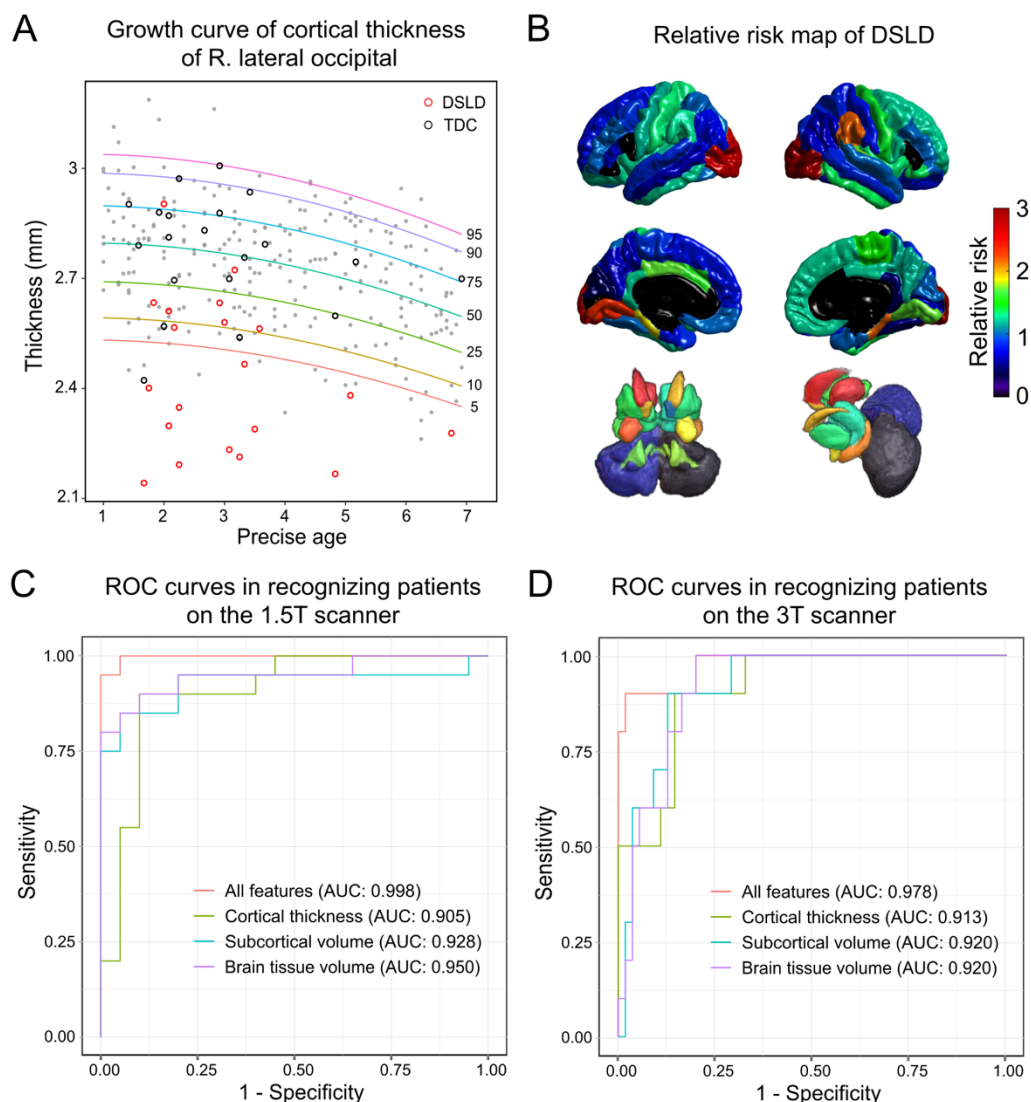 A
Growth curve of cortical thickness
of R. lateral occipital
DSLD
TDC
Thickness (mm)
3
2.7
2.4
2.1
95
90
75
50
25
10
5
1 2 3 4 5 6 7
Precise age
B
Relative risk map of DSLD
Relative risk
3
2
1
0
C
ROC curves in recognizing patients
on the 1.5T scanner
Sensitivity
1.00
0.75
0.50
0.25
0.00
All features (AUC: 0.998)
Cortical thickness (AUC: 0.905)
Subcortical volume (AUC: 0.928)
Brain tissue volume (AUC: 0.950)
0.00 0.25 0.50 0.75 1.00
1 - Specificity
D
ROC curves in recognizing patients
on the 3T scanner
Sensitivity
1.00
0.75
0.50
0.25
0.00
All features (AUC: 0.978)
Cortical thickness (AUC: 0.913)
Subcortical volume (AUC: 0.920)
Brain tissue volume (AUC: 0.920)
0.00 0.25 0.50 0.75 1.00
1 - Specificity